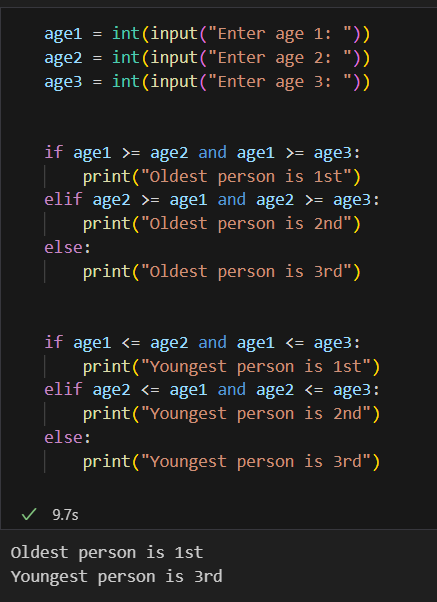 age1 = int(input("Enter age 1: "))
age2 = int(input("Enter age 2: "))
age3 = int(input("Enter age 3: "))
if age1 >= age2 and age1 >= age3:
    print("Oldest person is 1st")
elif age2 >= age1 and age2 >= age3:
    print("Oldest person is 2nd")
else:
    print("Oldest person is 3rd")
if age1 <= age2 and age1 <= age3:
    print("Youngest person is 1st")
elif age2 <= age1 and age2 <= age3:
    print("Youngest person is 2nd")
else:
    print("Youngest person is 3rd")
9.7s
Oldest person is 1st
Youngest person is 3rd